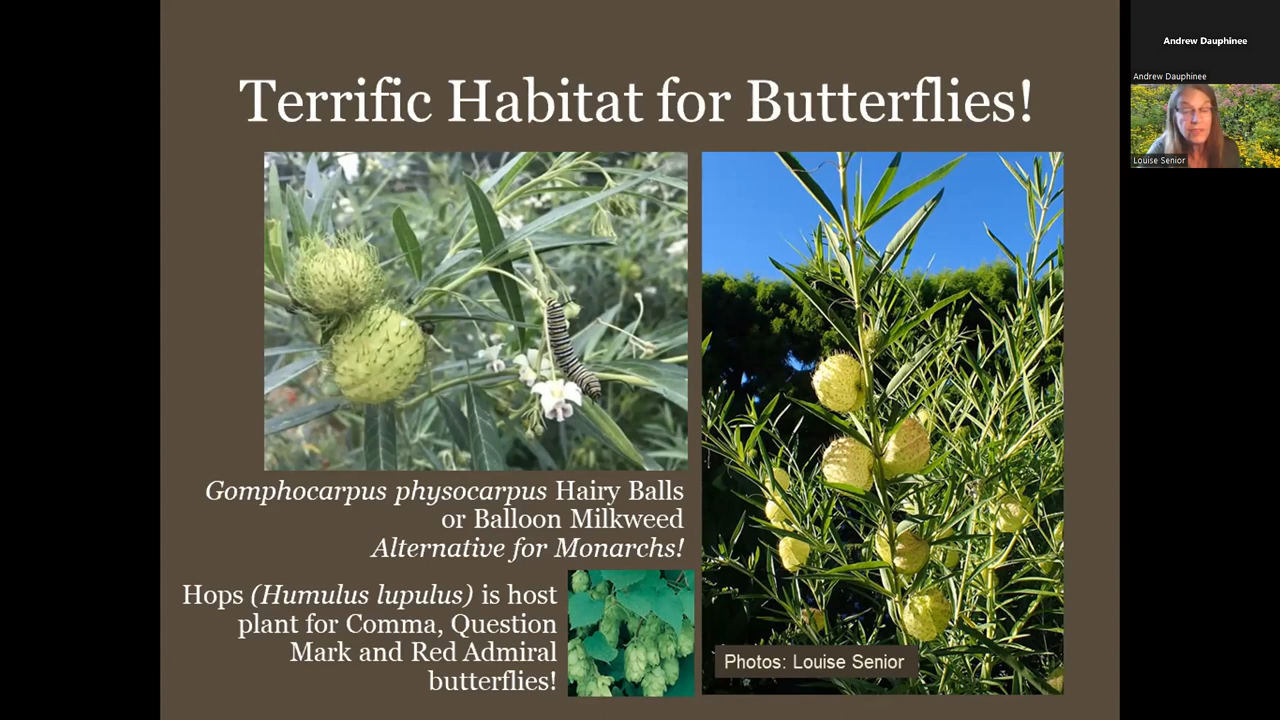 Terrific Habitat for Butterflies!
Gomphocarpus physocarpus Hairy Balls
or Balloon Milkweed
Alternative for Monarchs!
Hops (Humulus lupulus) is host
plant for Comma, Question
Mark and Red Admiral
butterflies!
Photos: Louise Senior
Andrew Dauphinee
Andrew Dauphinee
Louise Senior